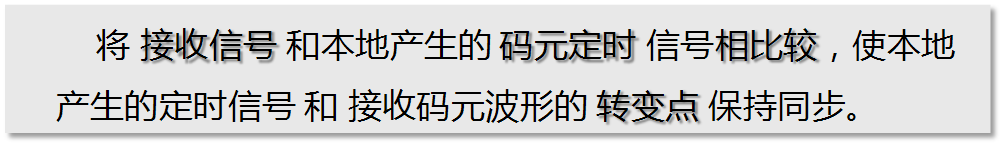 将 接收信号 和本地产生的 码元定时 信号相比较，使本地
产生的定时信号 和 接收码元波形的 转变点 保持同步。